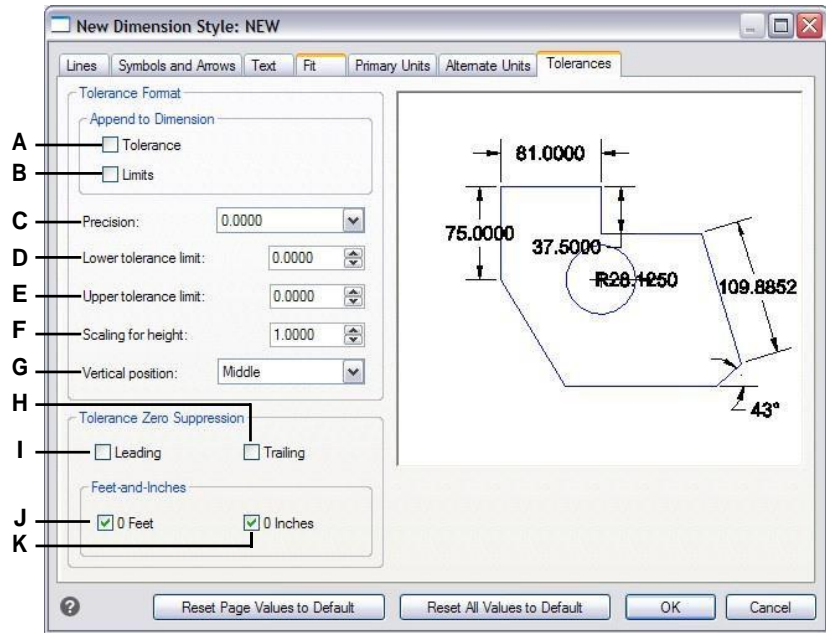 New Dimension Style: NEW
Lines Symbols and Arrows Text Fit Primary Units Alternate Units Tolerances
Tolerance Format
Append to Dimension
A Tolerance
B Limits
C Precision: 0.0000
D Lower tolerance limit: 0.0000
E Upper tolerance limit: 0.0000
F Scaling for height: 1.0000
G Vertical position: Middle
H
Tolerance Zero Suppression
I Leading Trailing
Feet-and-Inches
J 0 Feet 0 Inches
K
81.0000
75.0000
37.5000
R28.1250
109.8852
43°
? Reset Page Values to Default Reset All Values to Default OK Cancel